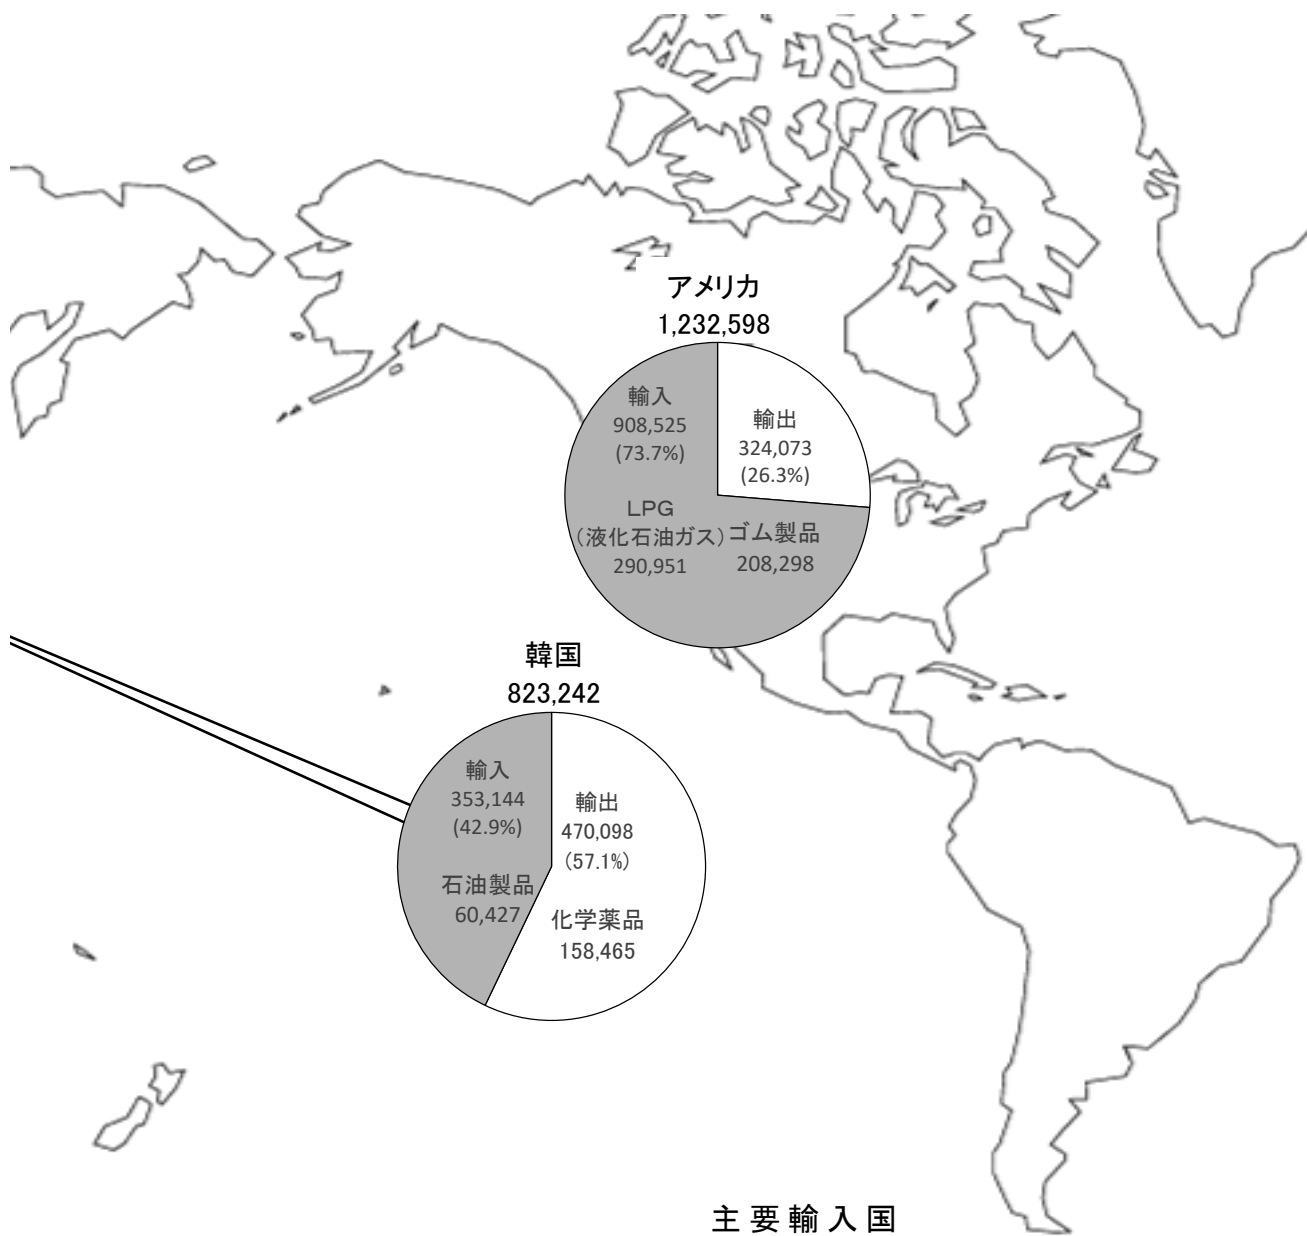 アメリカ
1,232,598
輸入
908,525
(73.7%)
輸出
324,073
(26.3%)
LPG
(液化石油ガス)
290,951
ゴム製品
208,298
韓国
823,242
輸入
353,144
(42.9%)
輸出
470,098
(57.1%)
石油製品
60,427
化学薬品
158,465
主要輸入国